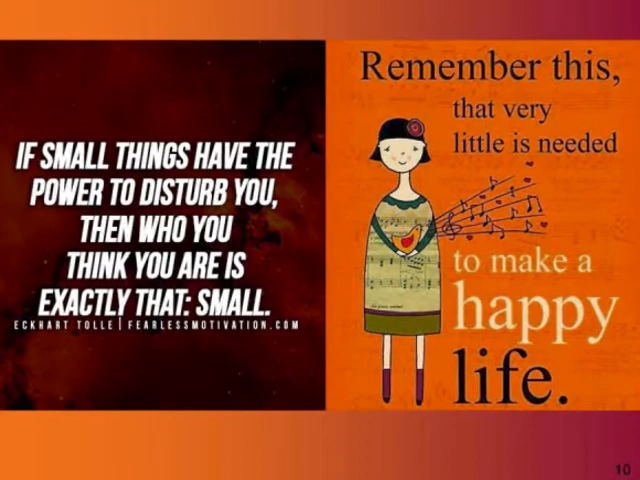 IF SMALL THINGS HAVE THE
POWER TO DISTURB YOU,
THEN WHO YOU
THINK YOU ARE IS
EXACTLY THAT: SMALL.
ECKHART TOLLE | FEARLESSMOTIVATION.COM
Remember this,
that very
little is needed
to make a
happy
life.
10